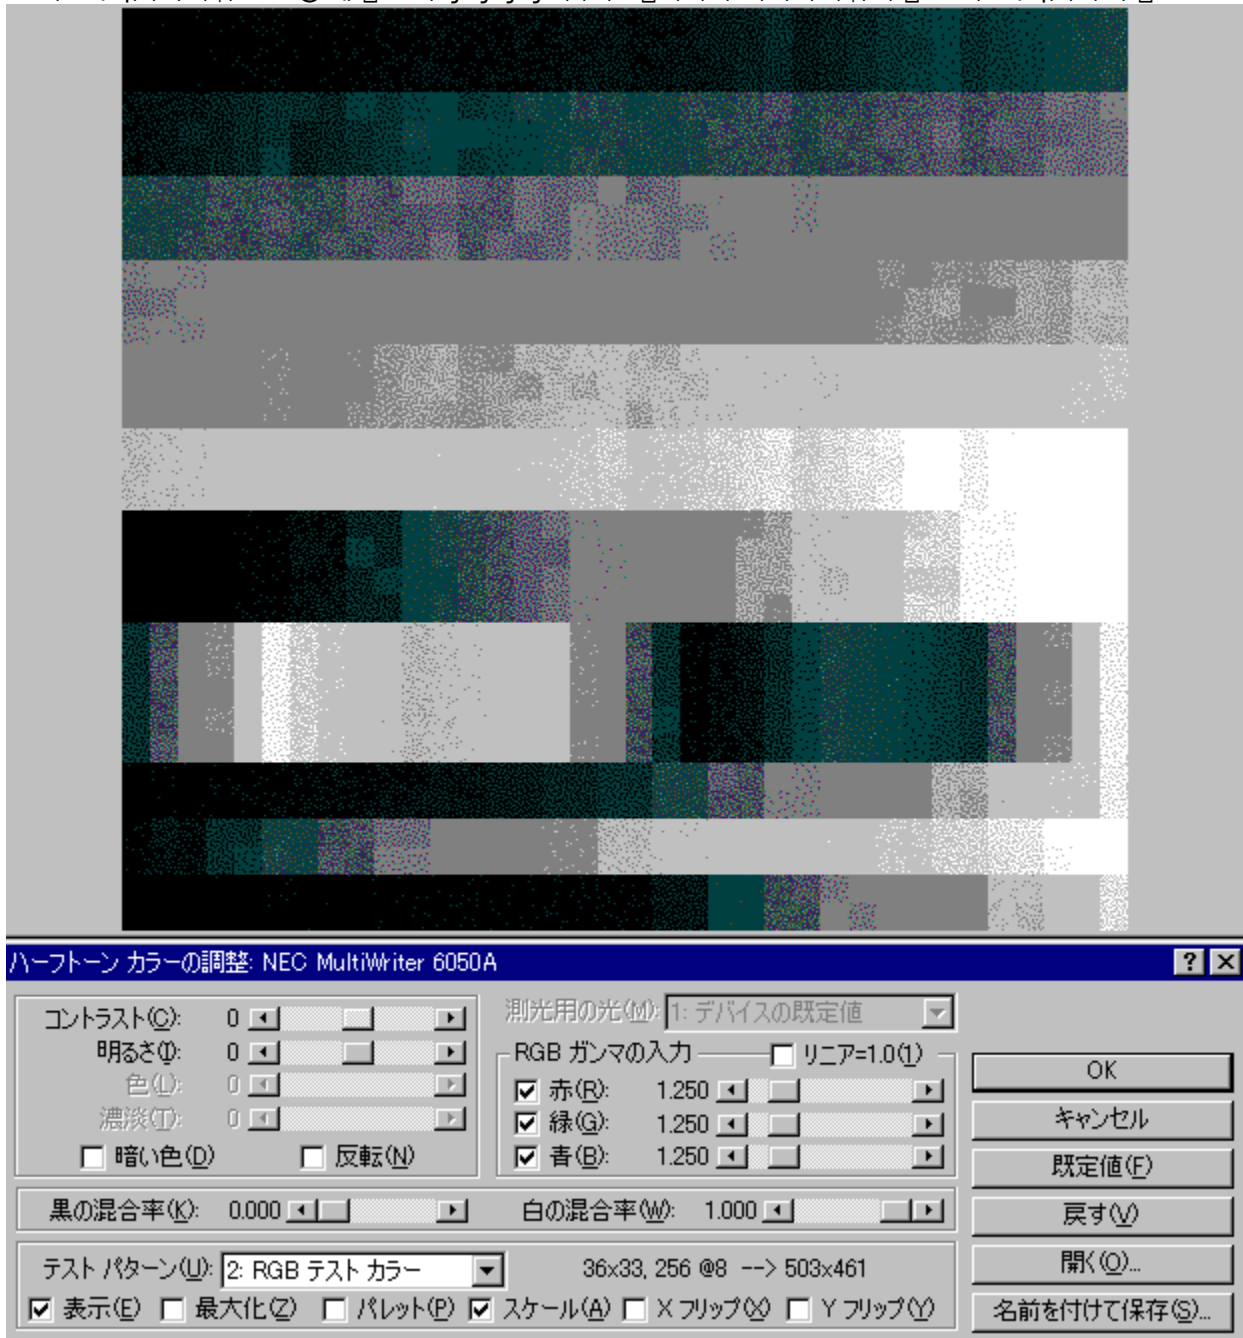 ハーフトーン カラーの調整: NEC MultiWriter 6050A
コントラスト(C): 0
明るさ(I): 0
色(L): 0
濃淡(T): 0
暗い色(D) 反転(N)
測光用の光(M): 1: デバイスの既定値
RGB ガンマの入力 リニア=1.0(1)
赤(R): 1.250
緑(G): 1.250
青(B): 1.250
黒の混合率(K): 0.000 白の混合率(W): 1.000
テスト パターン(U): 2: RGB テスト カラー 36x33, 256 @8 --> 503x461
表示(E) 最大化(Z) パレット(P) スケール(A) X フリップ(X) Y フリップ(Y)
OK
キャンセル
既定値(F)
戻す(V)
開く(O)...
名前を付けて保存(S)...